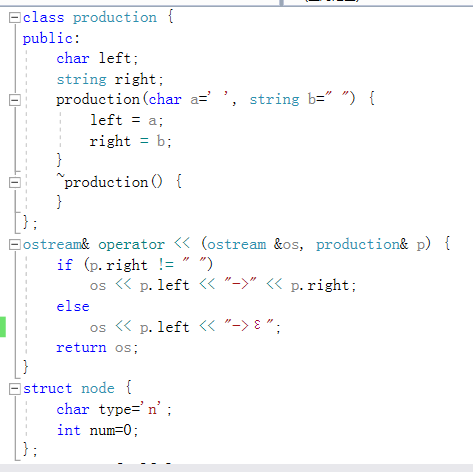 class production {
public:
char left;
string right;
production(char a=' ', string b=" ") {
left = a;
right = b;
}
~production() {
}
};
ostream& operator << (ostream &os, production& p) {
if (p.right != " ")
os << p.left << "->" << p.right;
else
os << p.left << "->ε";
return os;
}
struct node {
char type='n';
int num=0;
};